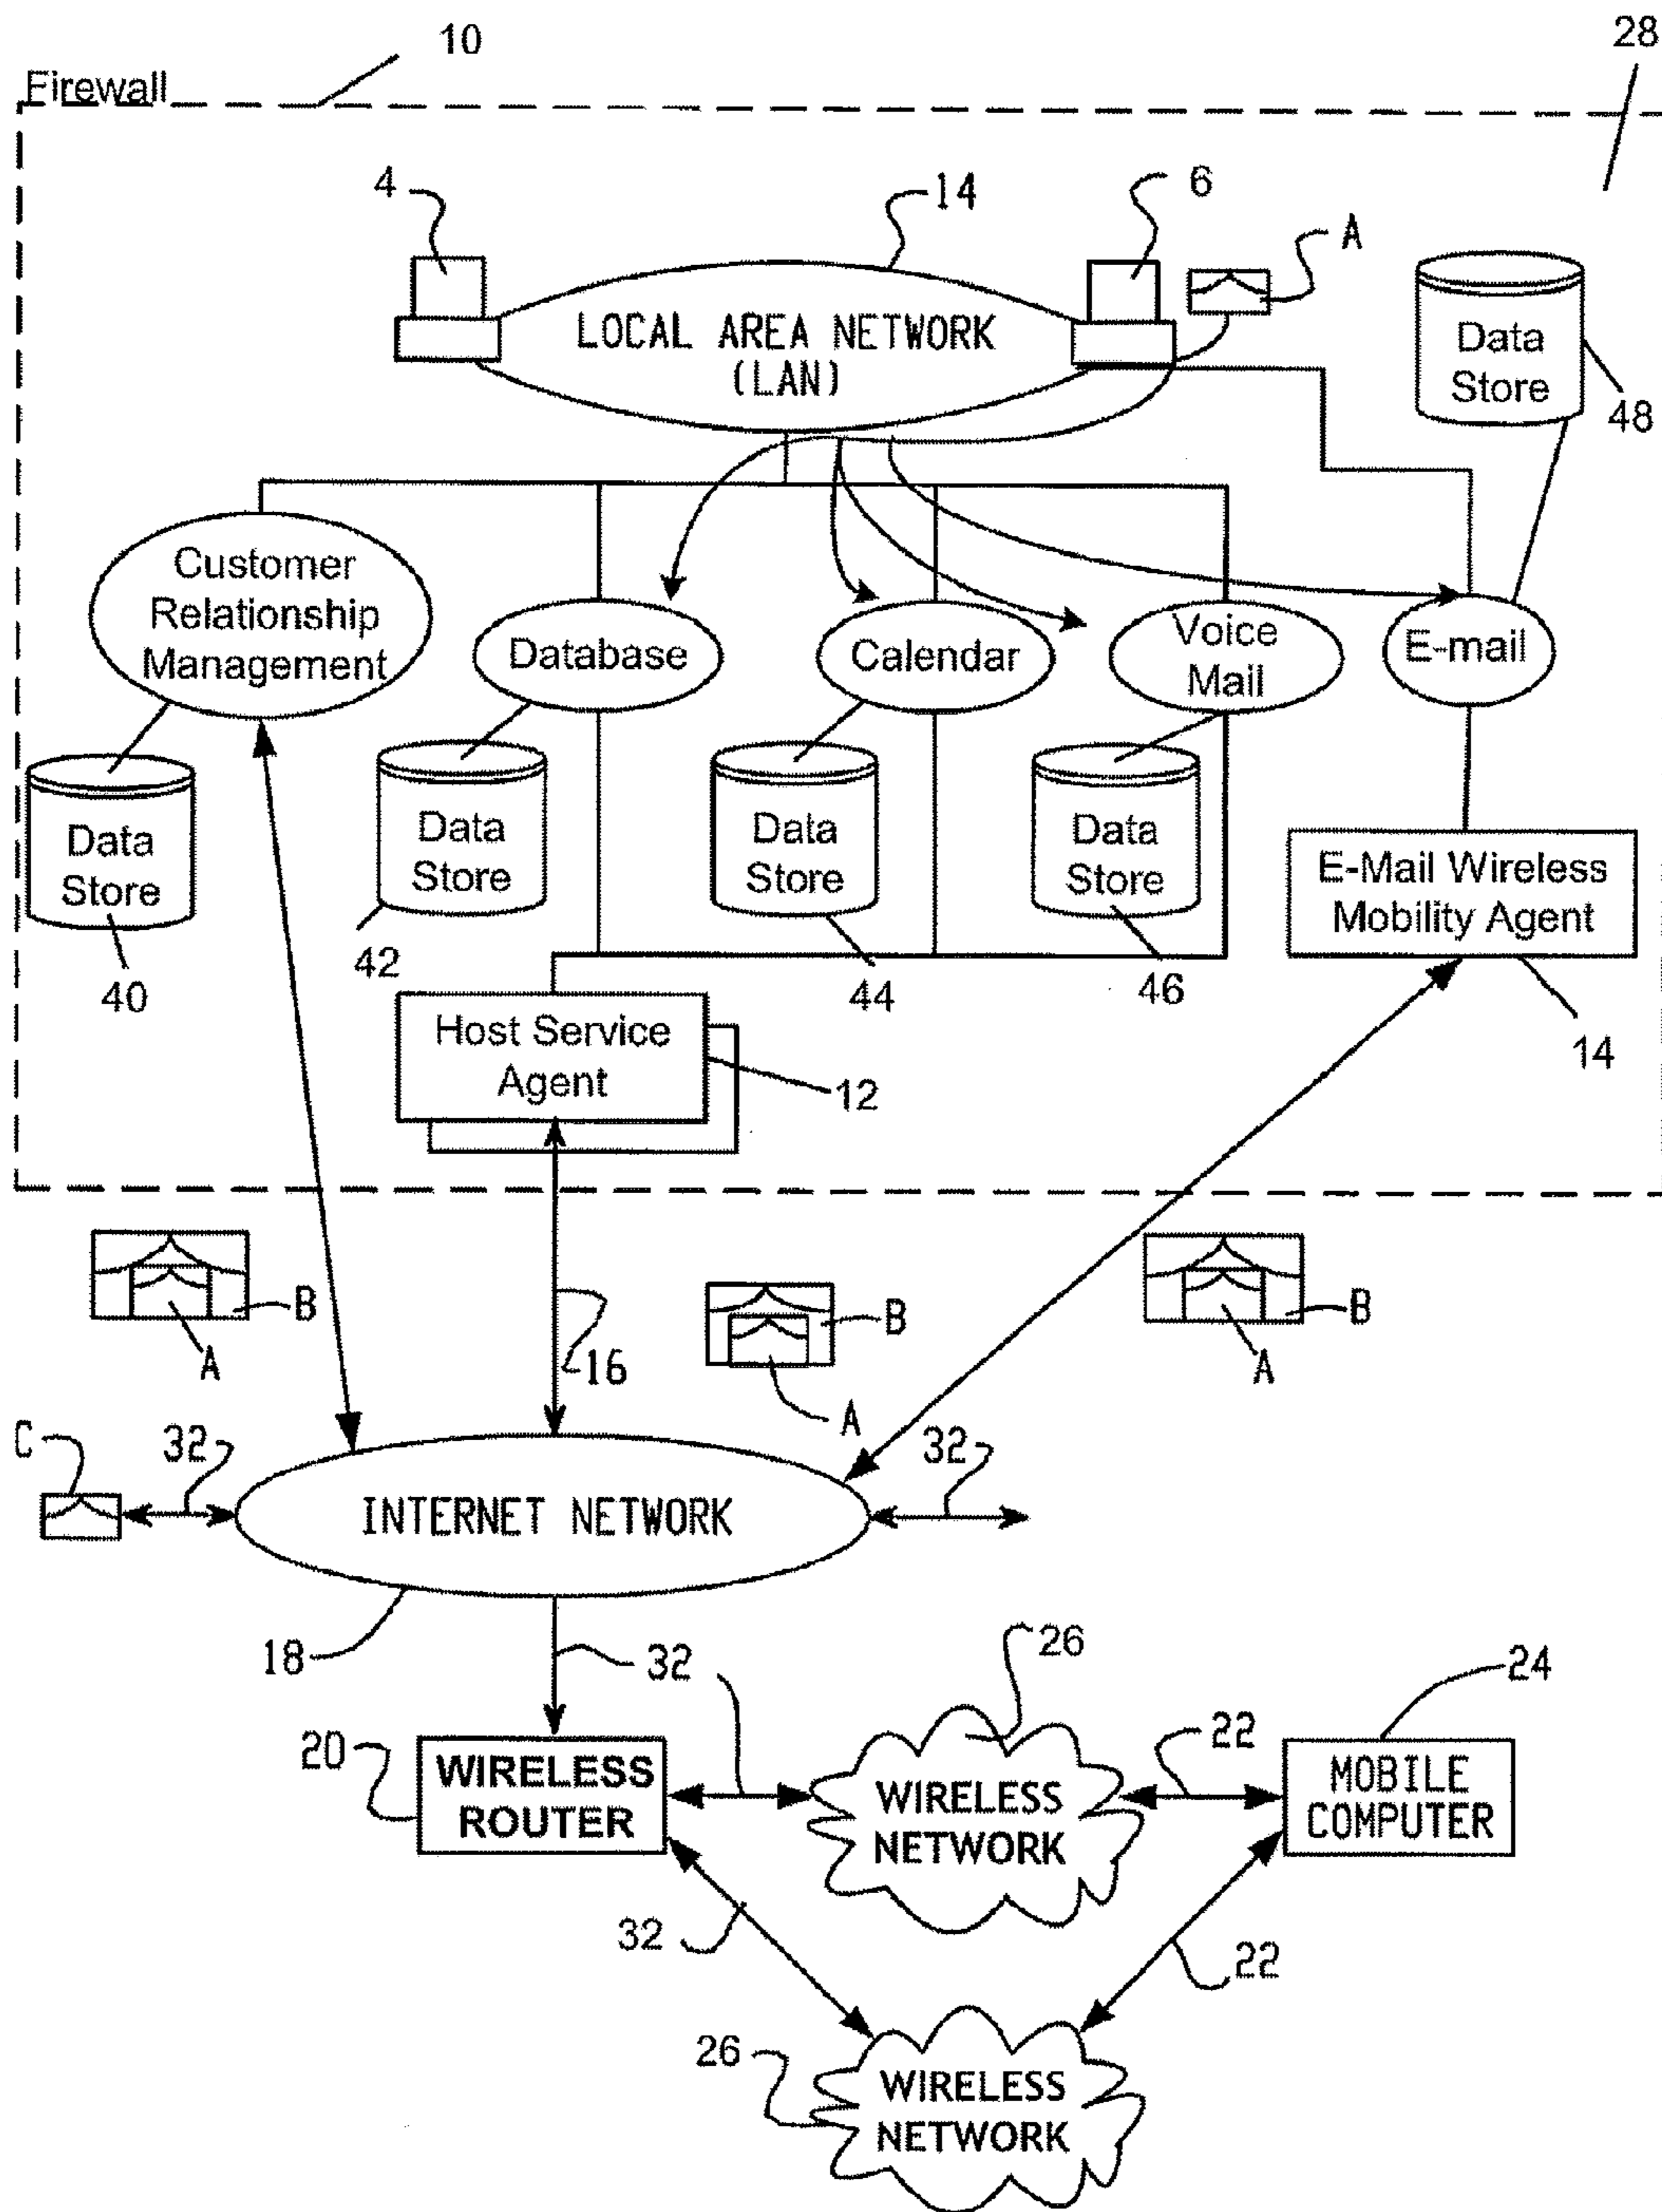 10
28
Firewall
4
14
6
A
LOCAL AREA NETWORK
(LAN)
Data
Store
48
Customer
Relationship
Management
Database
Calendar
Voice
Mail
E-mail
Data
Store
40
Data
Store
42
Data
Store
44
Data
Store
46
E-Mail Wireless
Mobility Agent
14
Host Service
Agent
12
B
A
16
B
A
B
A
C
32
32
INTERNET NETWORK
18
32
26
24
20
WIRELESS
ROUTER
WIRELESS
NETWORK
22
MOBILE
COMPUTER
32
22
26
WIRELESS
NETWORK